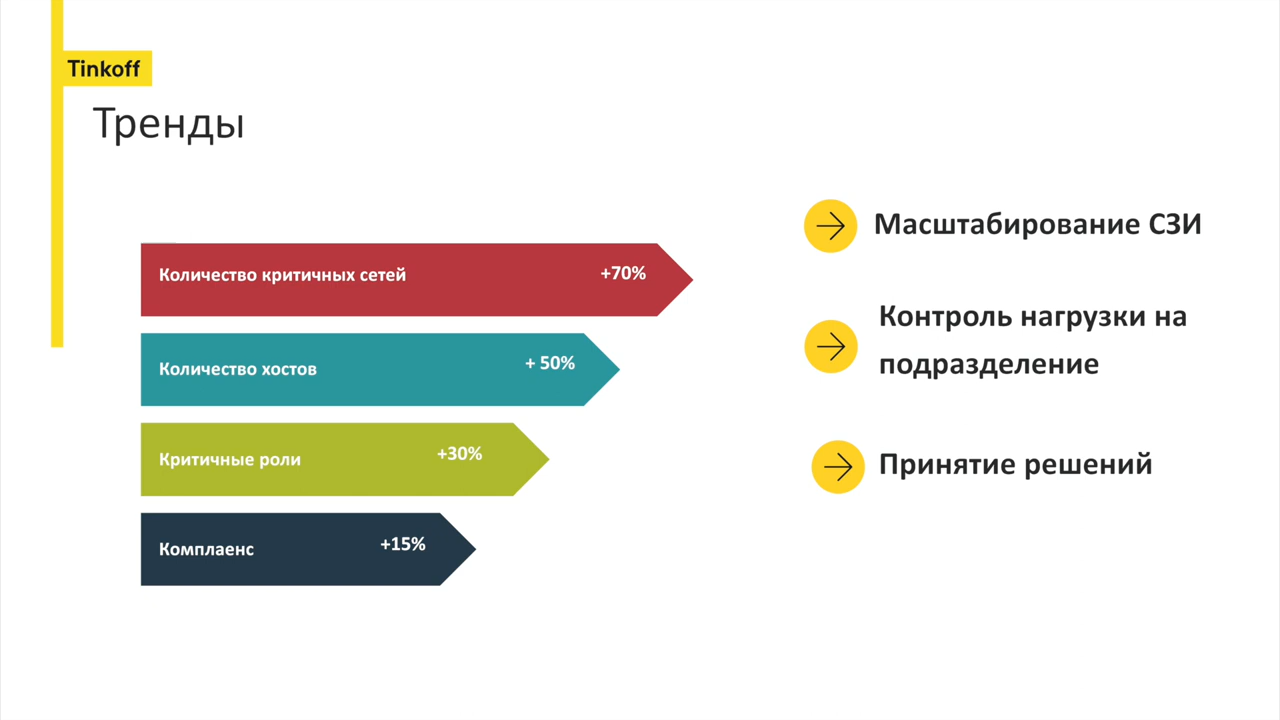 Tinkoff
Тренды
Количество критичных сетей +70%
Количество хостов + 50%
Критичные роли +30%
Комплаенс +15%
Масштабирование СЗИ
Контроль нагрузки на
подразделение
Принятие решений